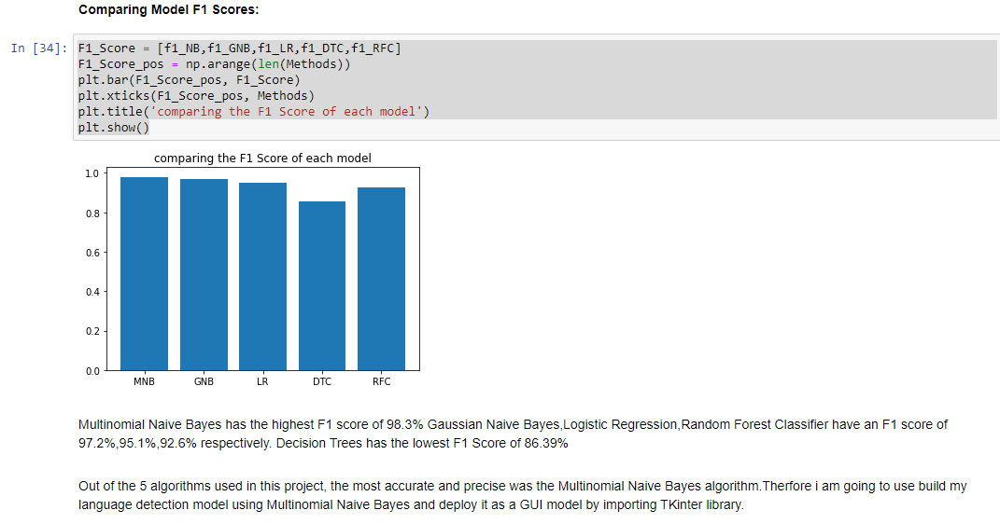 Comparing Model F1 Scores:
In [34]:
F1_Score = [f1_NB,f1_GNB,f1_LR,f1_DTC,f1_RFC]
F1_Score_pos = np.arange(len(Methods))
plt.bar(F1_Score_pos, F1_Score)
plt.xticks(F1_Score_pos, Methods)
plt.title('comparing the F1 Score of each model')
plt.show()
comparing the F1 Score of each model
1.0
0.8
0.6
0.4
0.2
0.0
MNB GNB LR DTC RFC
Multinomial Naive Bayes has the highest F1 score of 98.3% Gaussian Naive Bayes,Logistic Regression,Random Forest Classifier have an F1 score of
97.2%,95.1%,92.6% respectively. Decision Trees has the lowest F1 Score of 86.39%
Out of the 5 algorithms used in this project, the most accurate and precise was the Multinomial Naive Bayes algorithm.Therfore i am going to use build my
language detection model using Multinomial Naive Bayes and deploy it as a GUI model by importing TKinter library.